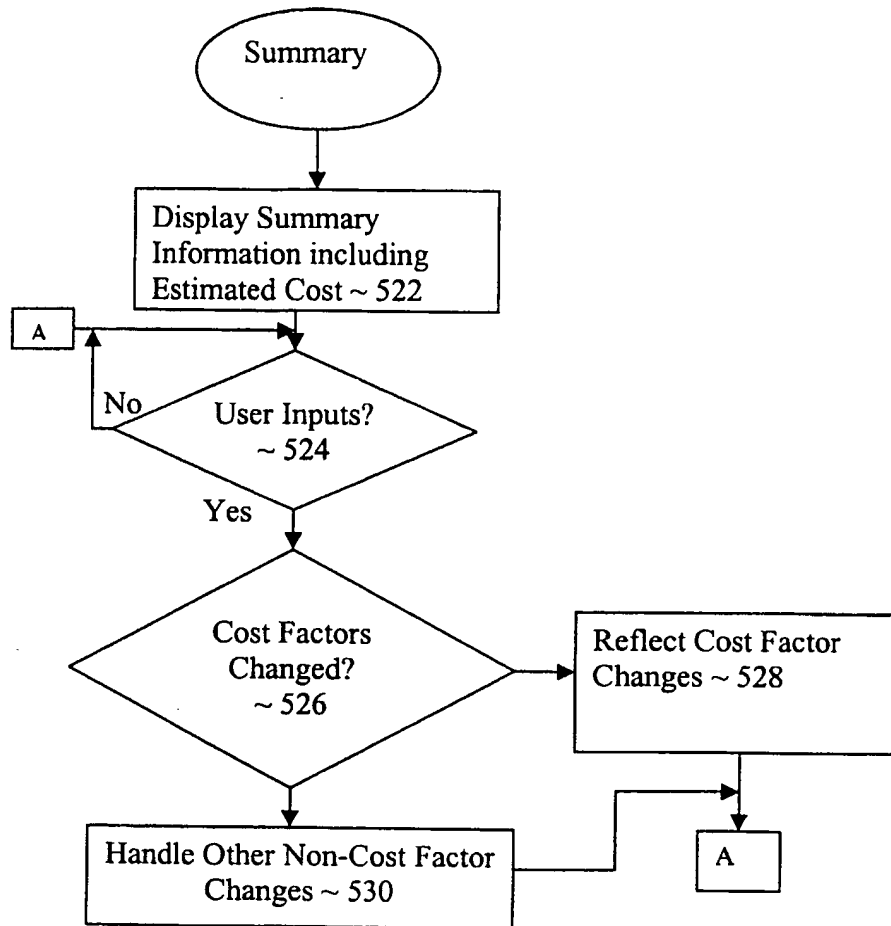 Summary
Display Summary
Information including
Estimated Cost ~ 522
A
No
User Inputs?
~ 524
Yes
Cost Factors
Changed?
~ 526
Reflect Cost Factor
Changes ~ 528
Handle Other Non-Cost Factor
Changes ~ 530
A